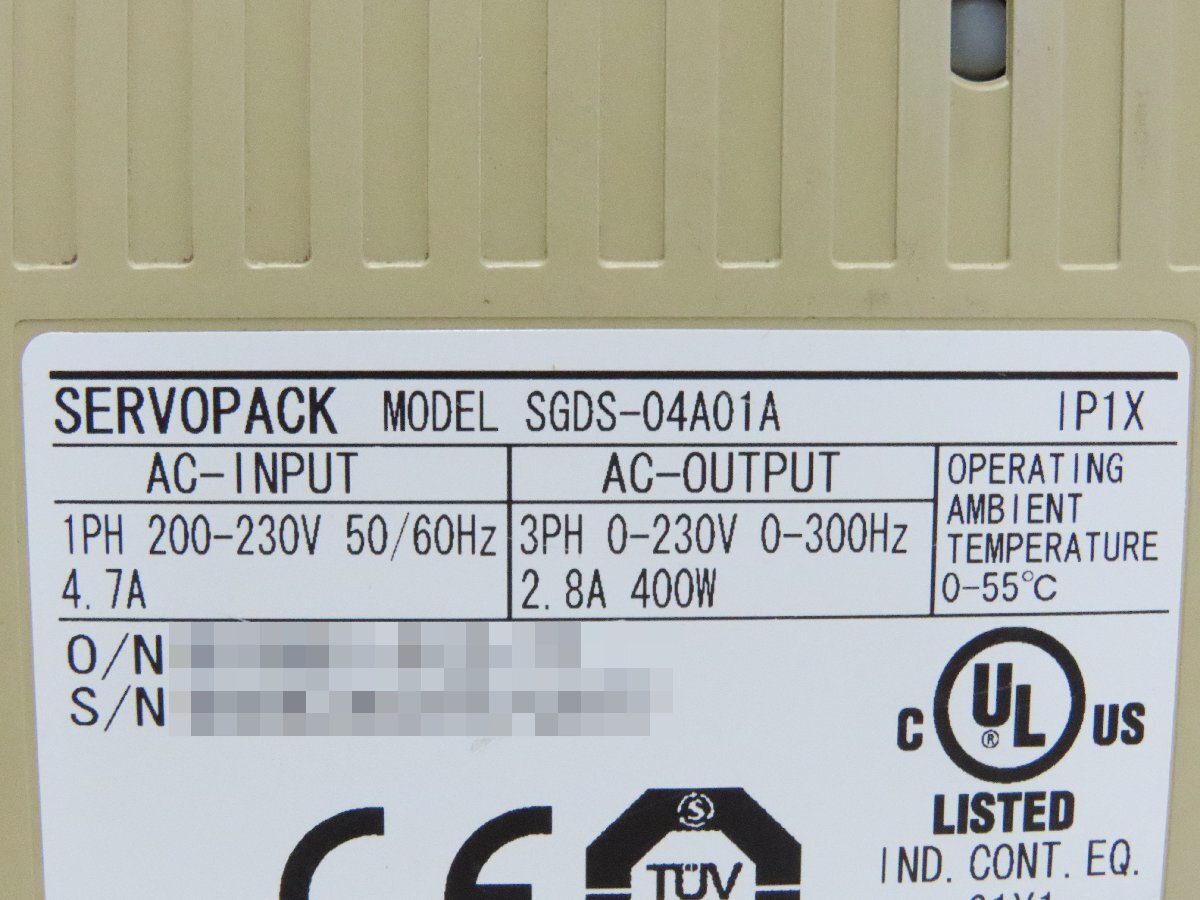 SERVOPACK MODEL SGDS-04A01A IP1X
AC-INPUT AC-OUTPUT OPERATING AMBIENT TEMPERATURE 0-55℃
1PH 200-230V 50/60Hz
4.7A
3PH 0-230V 0-300Hz
2.8A 400W
O/N
S/N
C UL® US
LISTED
IND. CONT. EQ.
CE
S
TÜV